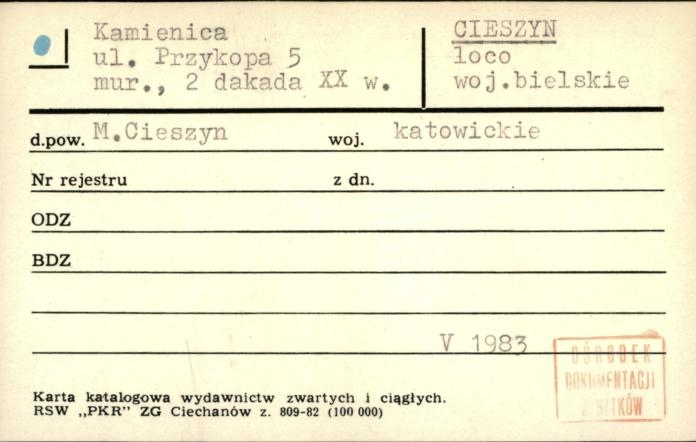 Kamienica
ul. Przykopa 5
mur., 2 dakada XX w.
CIESZYN
loco
woj.bielskie
d.pow. M.Cieszyn woj. katowickie
Nr rejestru z dn.
ODZ
BDZ
V 1983
OŚRODEK
DOKUMENTACJI
ZABYTKÓW
Karta katalogowa wydawnictw zwartych i ciągłych.
RSW „PKR" ZG Ciechanów z. 809-82 (100 000)